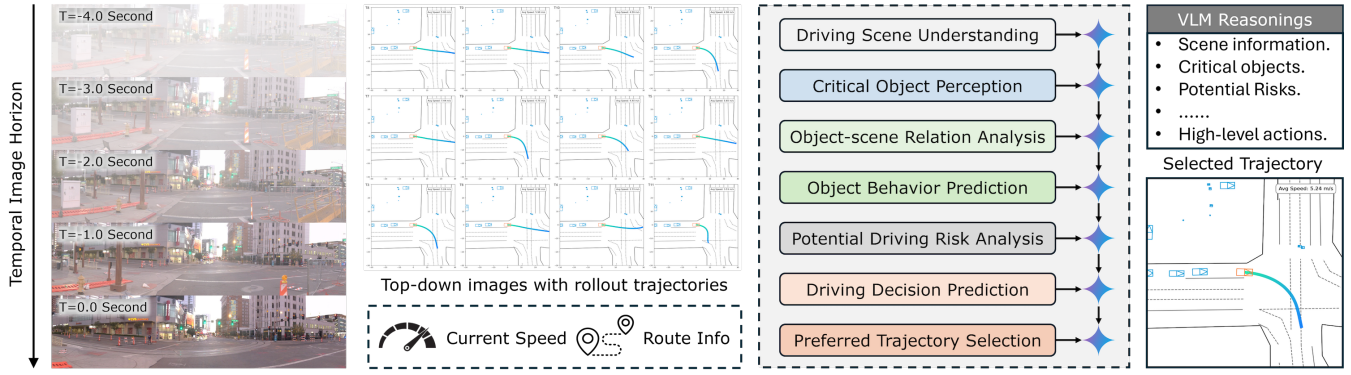 Temporal Image Horizon
T=-4.0 Second
T=-3.0 Second
T=-2.0 Second
T=-1.0 Second
T=0.0 Second
Top-down images with rollout trajectories
Current Speed
Route Info
Driving Scene Understanding
Critical Object Perception
Object-scene Relation Analysis
Object Behavior Prediction
Potential Driving Risk Analysis
Driving Decision Prediction
Preferred Trajectory Selection
VLM Reasonings
• Scene information.
• Critical objects.
• Potential Risks.
• ......
• High-level actions.
Selected Trajectory
Avg Speed: 5.24 m/s